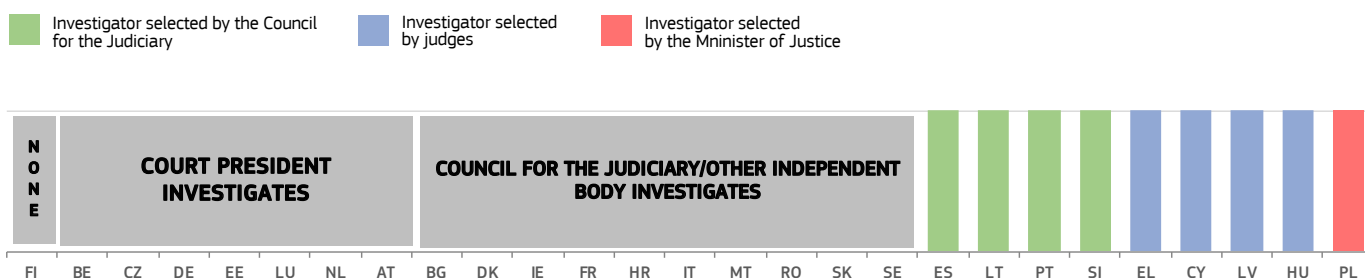 Investigator selected by the Council
for the Judiciary
Investigator selected
by judges
Investigator selected
by the Mninister of Justice
NONE
COURT PRESIDENT
INVESTIGATES
COUNCIL FOR THE JUDICIARY/OTHER INDEPENDENT
BODY INVESTIGATES
FI BE CZ DE EE LU NL AT BG DK IE FR HR IT MT RO SK SE ES LT PT SI EL CY LV HU PL